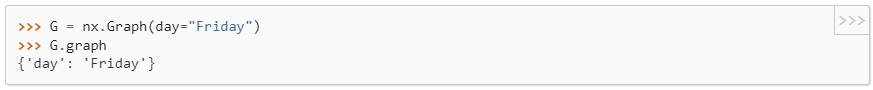 >>> G = nx.Graph(day="Friday")
>>> G.graph
{'day': 'Friday'}
>>>